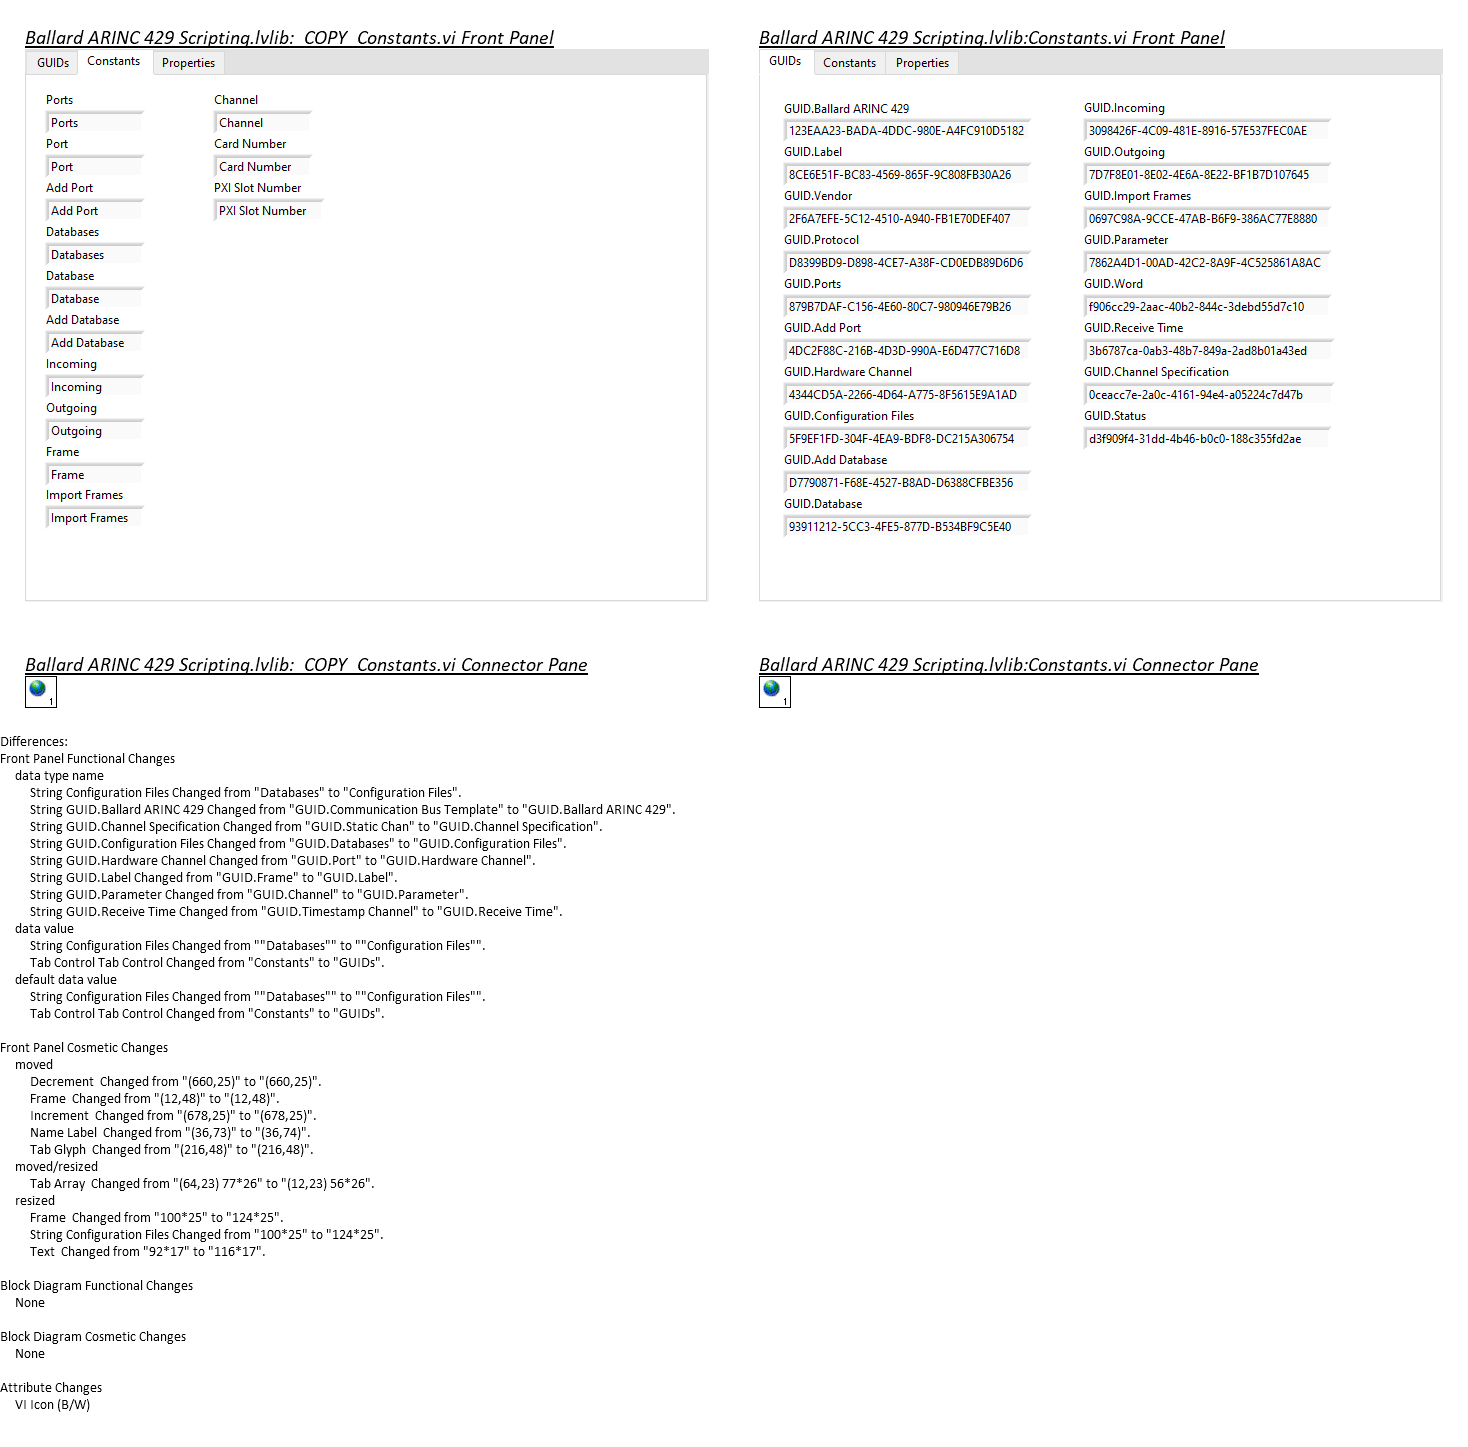 Ballard ARINC 429 Scripting.lvlib:_COPY_Constants.vi Front Panel
GUIDs Constants Properties
Ports
Ports
Port
Port
Add Port
Add Port
Databases
Databases
Database
Database
Add Database
Add Database
Incoming
Incoming
Outgoing
Outgoing
Frame
Frame
Import Frames
Import Frames
Channel
Channel
Card Number
Card Number
PXI Slot Number
PXI Slot Number
Ballard ARINC 429 Scripting.lvlib:Constants.vi Front Panel
GUIDs Constants Properties
GUID.Ballard ARINC 429
123EAA23-BADA-4DDC-980E-A4FC910D5182
GUID.Label
8CE6E51F-BC83-4569-865F-9C808FB30A26
GUID.Vendor
2F6A7EFE-5C12-4510-A940-FB1E70DEF407
GUID.Protocol
D8399BD9-D898-4CE7-A38F-CD0EDB89D6D6
GUID.Ports
879B7DAF-C156-4E60-80C7-980946E79B26
GUID.Add Port
4DC2F88C-216B-4D3D-990A-E6D477C716D8
GUID.Hardware Channel
4344CD5A-2266-4D64-A775-8F5615E9A1AD
GUID.Configuration Files
5F9EF1FD-304F-4EA9-BDF8-DC215A306754
GUID.Add Database
D7790871-F68E-4527-B8AD-D6388CFBE356
GUID.Database
93911212-5CC3-4FE5-877D-B534BF9C5E40
GUID.Incoming
3098426F-4C09-481E-8916-57E537FEC0AE
GUID.Outgoing
7D7F8E01-8E02-4E6A-8E22-BF1B7D107645
GUID.Import Frames
0697C98A-9CCE-47AB-B6F9-386AC77E8880
GUID.Parameter
7862A4D1-00AD-42C2-8A9F-4C525861A8AC
GUID.Word
f906cc29-2aac-40b2-844c-3debd55d7c10
GUID.Receive Time
3b6787ca-0ab3-48b7-849a-2ad8b01a43ed
GUID.Channel Specification
0ceacc7e-2a0c-4161-94e4-a05224c7d47b
GUID.Status
d3f909f4-31dd-4b46-b0c0-188c355fd2ae
Ballard ARINC 429 Scripting.lvlib:_COPY_Constants.vi Connector Pane
1
Ballard ARINC 429 Scripting.lvlib:Constants.vi Connector Pane
1
Differences:
Front Panel Functional Changes
data type name
String Configuration Files Changed from "Databases" to "Configuration Files".
String GUID.Ballard ARINC 429 Changed from "GUID.Communication Bus Template" to "GUID.Ballard ARINC 429".
String GUID.Channel Specification Changed from "GUID.Static Chan" to "GUID.Channel Specification".
String GUID.Configuration Files Changed from "GUID.Databases" to "GUID.Configuration Files".
String GUID.Hardware Channel Changed from "GUID.Port" to "GUID.Hardware Channel".
String GUID.Label Changed from "GUID.Frame" to "GUID.Label".
String GUID.Parameter Changed from "GUID.Channel" to "GUID.Parameter".
String GUID.Receive Time Changed from "GUID.Timestamp Channel" to "GUID.Receive Time".
data value
String Configuration Files Changed from ""Databases"" to ""Configuration Files"".
Tab Control Tab Control Changed from "Constants" to "GUIDs".
default data value
String Configuration Files Changed from ""Databases"" to ""Configuration Files"".
Tab Control Tab Control Changed from "Constants" to "GUIDs".
Front Panel Cosmetic Changes
moved
Decrement  Changed from "(660,25)" to "(660,25)".
Frame  Changed from "(12,48)" to "(12,48)".
Increment  Changed from "(678,25)" to "(678,25)".
Name Label  Changed from "(36,73)" to "(36,74)".
Tab Glyph  Changed from "(216,48)" to "(216,48)".
moved/resized
Tab Array  Changed from "(64,23) 77*26" to "(12,23) 56*26".
resized
Frame  Changed from "100*25" to "124*25".
String Configuration Files Changed from "100*25" to "124*25".
Text  Changed from "92*17" to "116*17".
Block Diagram Functional Changes
None
Block Diagram Cosmetic Changes
None
Attribute Changes
VI Icon (B/W)